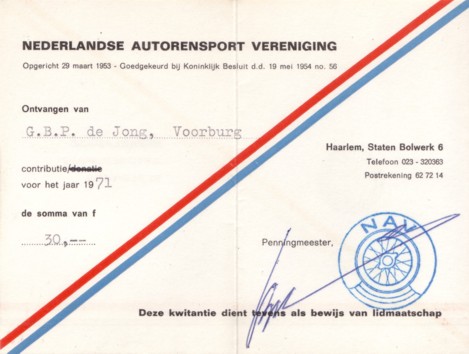 NEDERLANDSE AUTORENSPORT VERENIGING
Opgericht 29 maart 1953 - Goedgekeurd bij Koninklijk Besluit d.d. 19 mei 1954 no. 56
Ontvangen van
G.B.P. de Jong, Voorburg
contributie/donatie
voor het jaar 1971
de somma van f
30,--
Haarlem, Staten Bolwerk 6
Telefoon 023 - 320363
Postrekening 62 72 14
Penningmeester,
NAV
Deze kwitantie dient tevens als bewijs van lidmaatschap